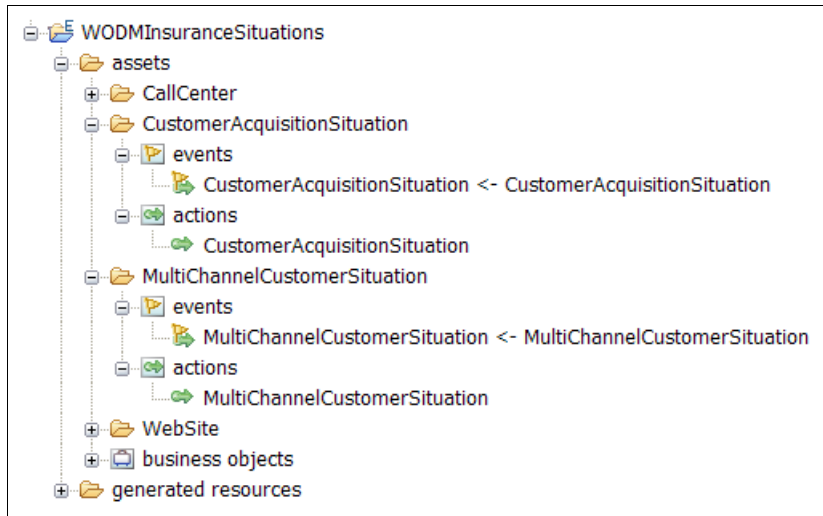 WODMInsuranceSituations
assets
CallCenter
CustomerAcquisitionSituation
events
CustomerAcquisitionSituation <- CustomerAcquisitionSituation
actions
CustomerAcquisitionSituation
MultiChannelCustomerSituation
events
MultiChannelCustomerSituation <- MultiChannelCustomerSituation
actions
MultiChannelCustomerSituation
WebSite
business objects
generated resources